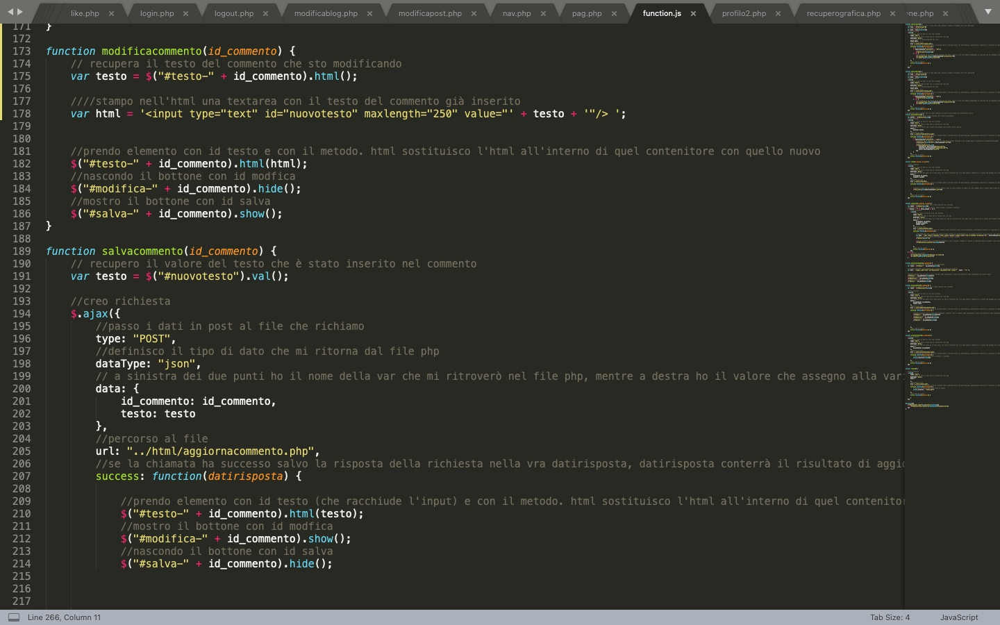 like.php × login.php × logout.php × modificablog.php × modificapost.php × nav.php × pag.php × function.js × profilo2.php × recuperografica.php × ne.php ×
171 }
172
173 function modificacommento(id_commento) {
174 // recupera il testo del commento che sto modificando
175 var testo = $("#testo-" + id_commento).html();
176
177 ////stampo nell'html una textarea con il testo del commento già inserito
178 var html = '<input type="text" id="nuovotesto" maxlength="250" value="' + testo + '"/> ';
179
180
181 //prendo elemento con id testo e con il metodo. html sostituisco l'html all'interno di quel contenitore con quello nuovo
182 $("#testo-" + id_commento).html(html);
183 //nascondo il bottone con id modfica
184 $("#modifica-" + id_commento).hide();
185 //mostro il bottone con id salva
186 $("#salva-" + id_commento).show();
187 }
188
189 function salvacommento(id_commento) {
190 // recupero il valore del testo che è stato inserito nel commento
191 var testo = $("#nuovotesto").val();
192
193 //creo richiesta
194 $.ajax({
195 //passo i dati in post al file che richiamo
196 type: "POST",
197 //definisco il tipo di dato che mi ritorna dal file php
198 dataType: "json",
199 // a sinistra dei due punti ho il nome della var che mi ritroverò nel file php, mentre a destra ho il valore che assegno alla vari
200 data: {
201 id_commento: id_commento,
202 testo: testo
203 },
204 //percorso al file
205 url: "../html/aggiornacommento.php",
206 //se la chiamata ha successo salvo la risposta della richiesta nella vra datirisposta, datirisposta conterrà il risultato di aggio
207 success: function(datirisposta) {
208
209 //prendo elemento con id testo (che racchiude l'input) e con il metodo. html sostituisco l'html all'interno di quel contenitor
210 $("#testo-" + id_commento).html(testo);
211 //mostro il bottone con id modfica
212 $("#modifica-" + id_commento).show();
213 //nascondo il bottone con id salva
214 $("#salva-" + id_commento).hide();
215
216
217
Line 266, Column 11 Tab Size: 4 JavaScript